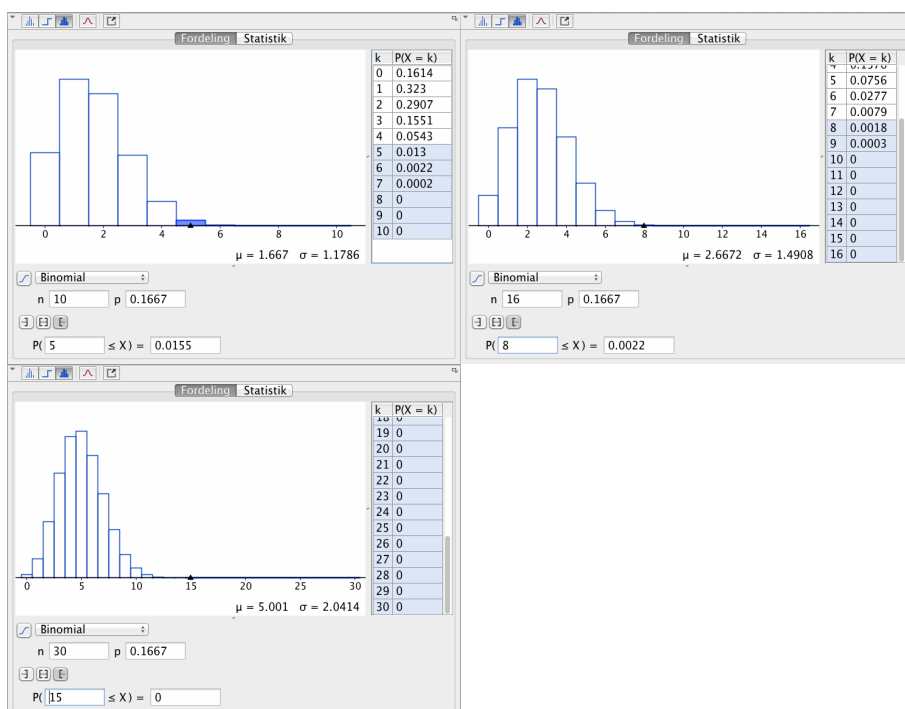 Fordeling Statistik
k P(X = k)
0 0.1614
1 0.323
2 0.2907
3 0.1551
4 0.0543
5 0.013
6 0.0022
7 0.0002
8 0
9 0
10 0
0 2 4 6 8 10
μ = 1.667 σ = 1.1786
Binomial
n 10 p 0.1667
P( 5 ≤ X ) = 0.0155
Fordeling Statistik
k P(X = k)
5 0.0756
6 0.0277
7 0.0079
8 0.0018
9 0.0003
10 0
11 0
12 0
13 0
14 0
15 0
16 0
0 2 4 6 8 10 12 14 16
μ = 2.6672 σ = 1.4908
Binomial
n 16 p 0.1667
P( 8 ≤ X ) = 0.0022
Fordeling Statistik
k P(X = k)
18 0
19 0
20 0
21 0
22 0
23 0
24 0
25 0
26 0
27 0
28 0
29 0
30 0
0 5 10 15 20 25 30
μ = 5.001 σ = 2.0414
Binomial
n 30 p 0.1667
P( 15 ≤ X ) = 0